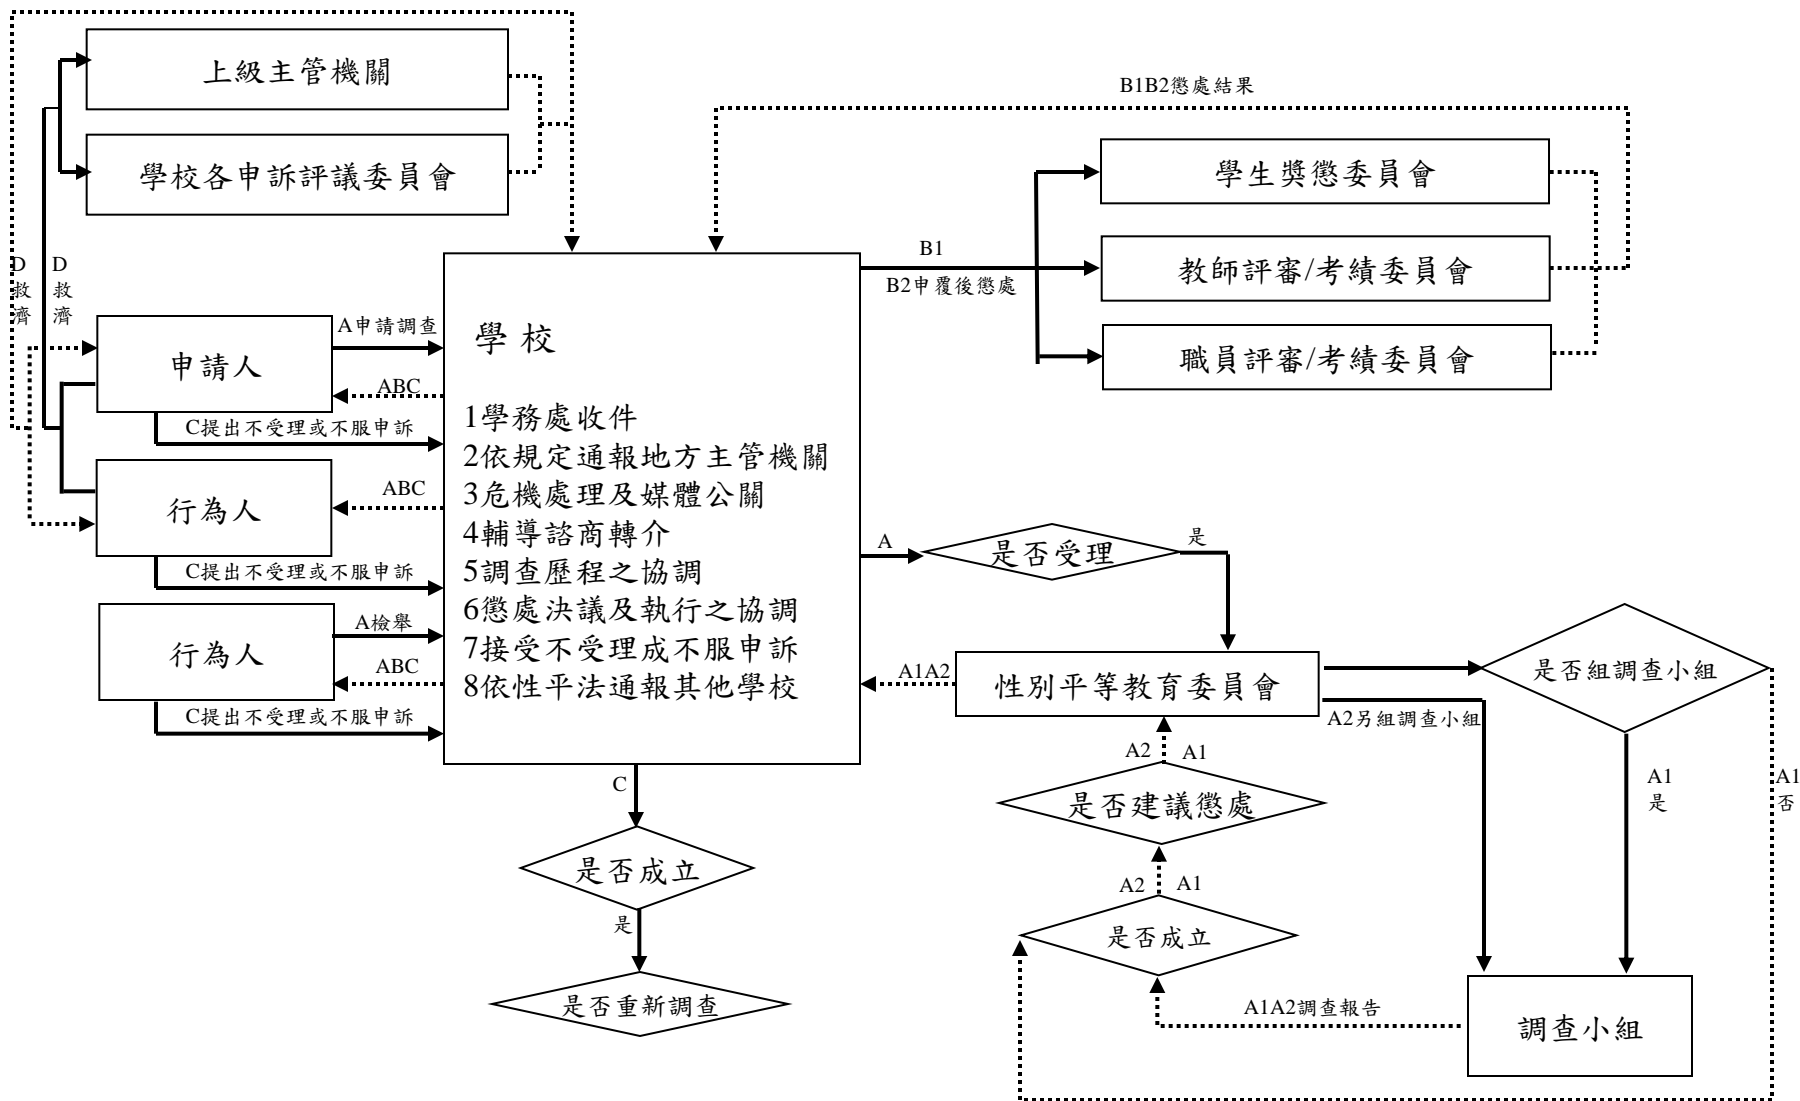 上級主管機關
學校各申訴評議委員會
B1B2懲處結果
學生獎懲委員會
教師評審/考績委員會
職員評審/考績委員會
B1
B2申覆後懲處
D
救
濟
D
救
濟
申請人
A申請調查
ABC
C提出不受理或不服申訴
行為人
ABC
C提出不受理或不服申訴
行為人
A檢舉
ABC
C提出不受理或不服申訴
學校
1學務處收件
2依規定通報地方主管機關
3危機處理及媒體公關
4輔導諮商轉介
5調查歷程之協調
6懲處決議及執行之協調
7接受不受理成不服申訴
8依性平法通報其他學校
A
是否受理
是
A1A2
性別平等教育委員會
是否組調查小組
A2另組調查小組
A1
是
A1
否
A2
A1
是否建議懲處
A2
A1
是否成立
A1A2調查報告
調查小組
C
是否成立
是
是否重新調查